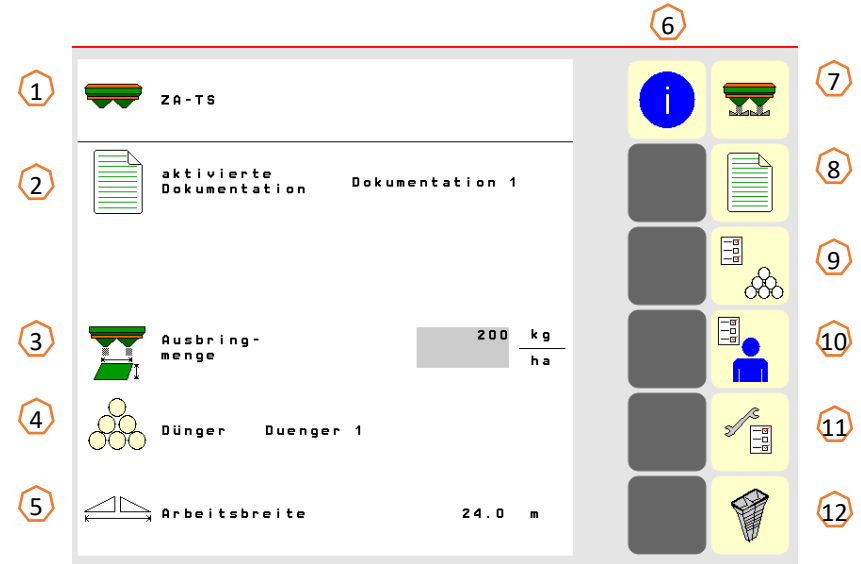 6
1
ZA-TS
i
7
2
aktivierte
Dokumentation
Dokumentation 1
8
9
3
Ausbring-
menge
200
kg
ha
10
4
Dünger
Duenger 1
11
5
Arbeitsbreite
24.0
m
12